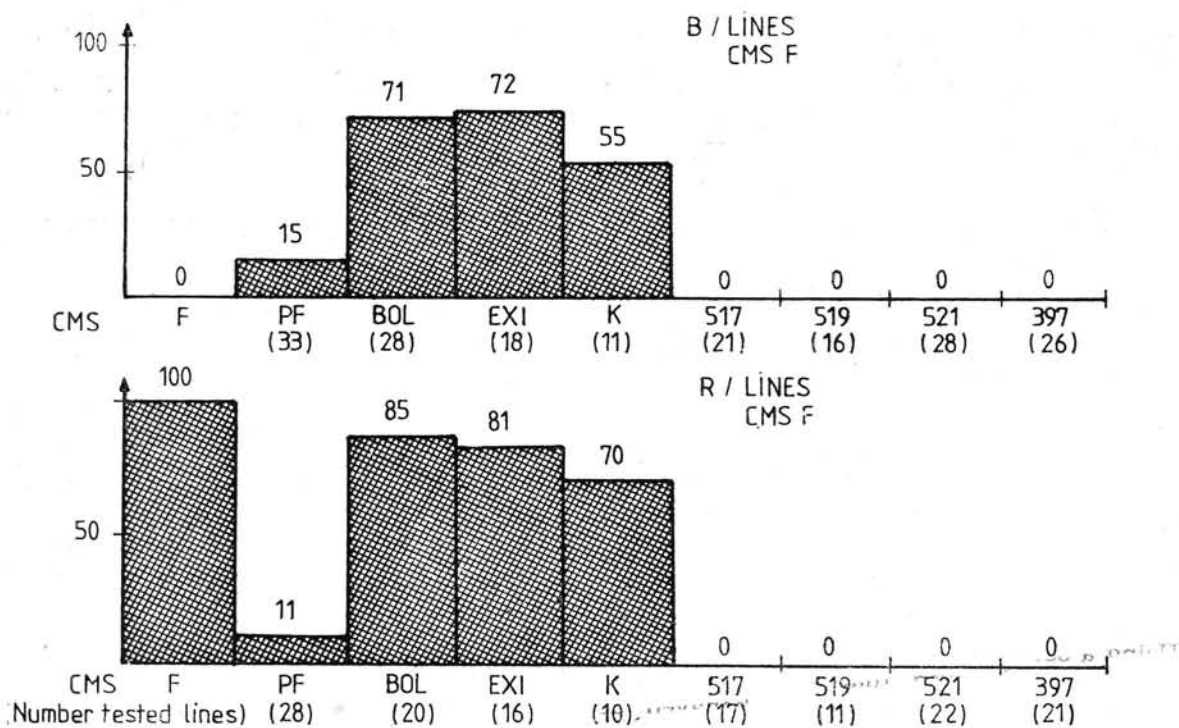 B / LINES
CMS F
100
50
0 15 71 72 55 0 0 0 0
CMS F PF BOL EXI K 517 519 521 397
(33) (28) (18) (11) (21) (16) (28) (26)
R / LINES
CMS F
50
100 11 85 81 70 0 0 0 0
CMS F PF BOL EXI K 517 519 521 397
Number tested lines) (28) (20) (16) (10) (17) (11) (22) (21)